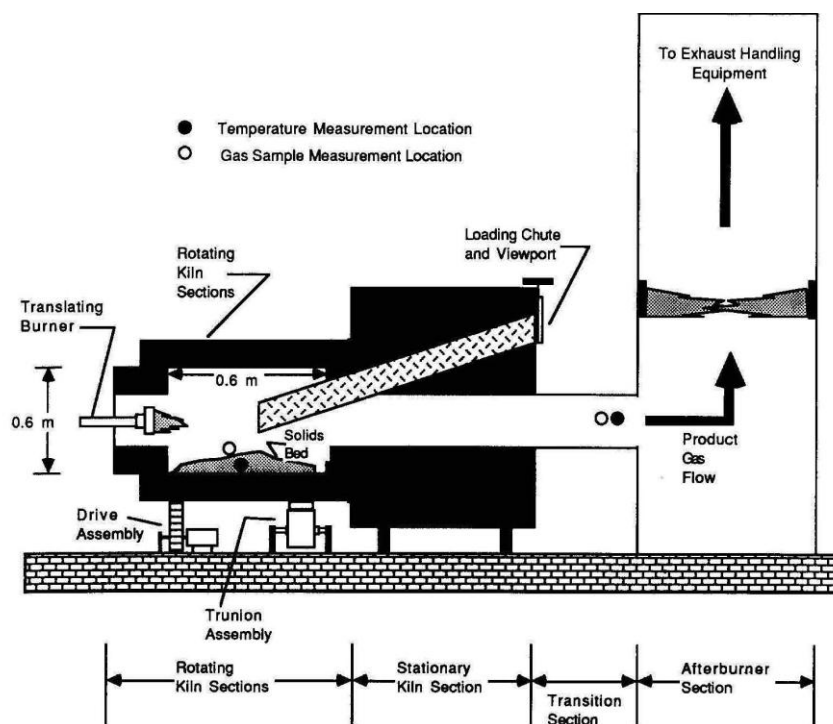 To Exhaust Handling
Equipment
Temperature Measurement Location
Gas Sample Measurement Location
Loading Chute
and Viewport
Rotating
Kiln
Sections
Translating
Burner
0.6 m
0.6 m
Solids
Bed
Product
Gas
Flow
Drive
Assembly
Trunion
Assembly
Rotating
Kiln Sections
Stationary
Kiln Section
Transition
Section
Afterburner
Section